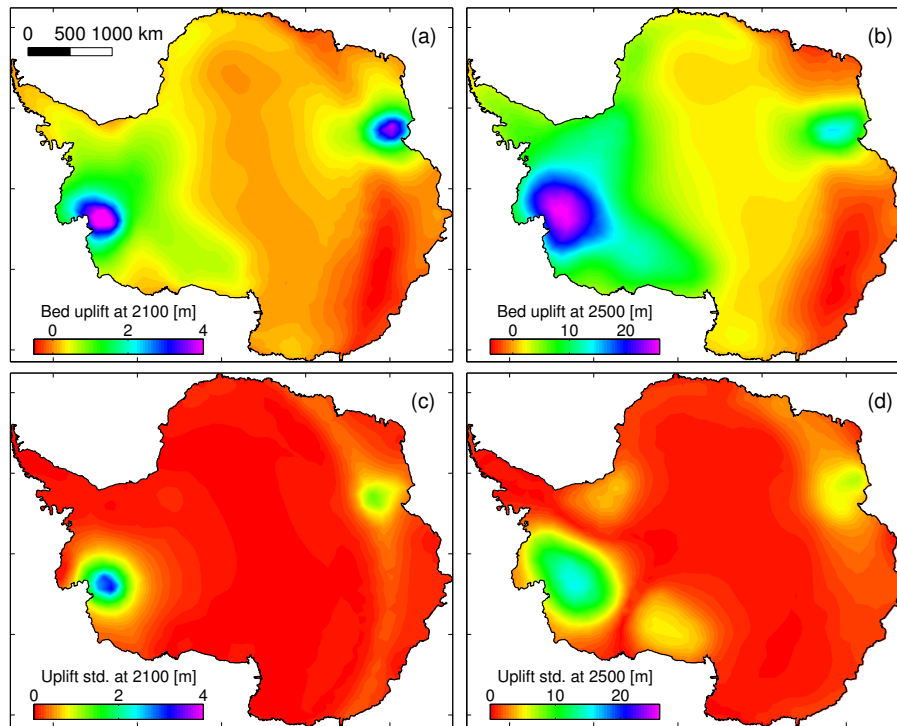 (a)
0 500 1000 km
Bed uplift at 2100 [m]
0 2 4
(b)
Bed uplift at 2500 [m]
0 10 20
(c)
Uplift std. at 2100 [m]
0 2 4
(d)
Uplift std. at 2500 [m]
0 10 20